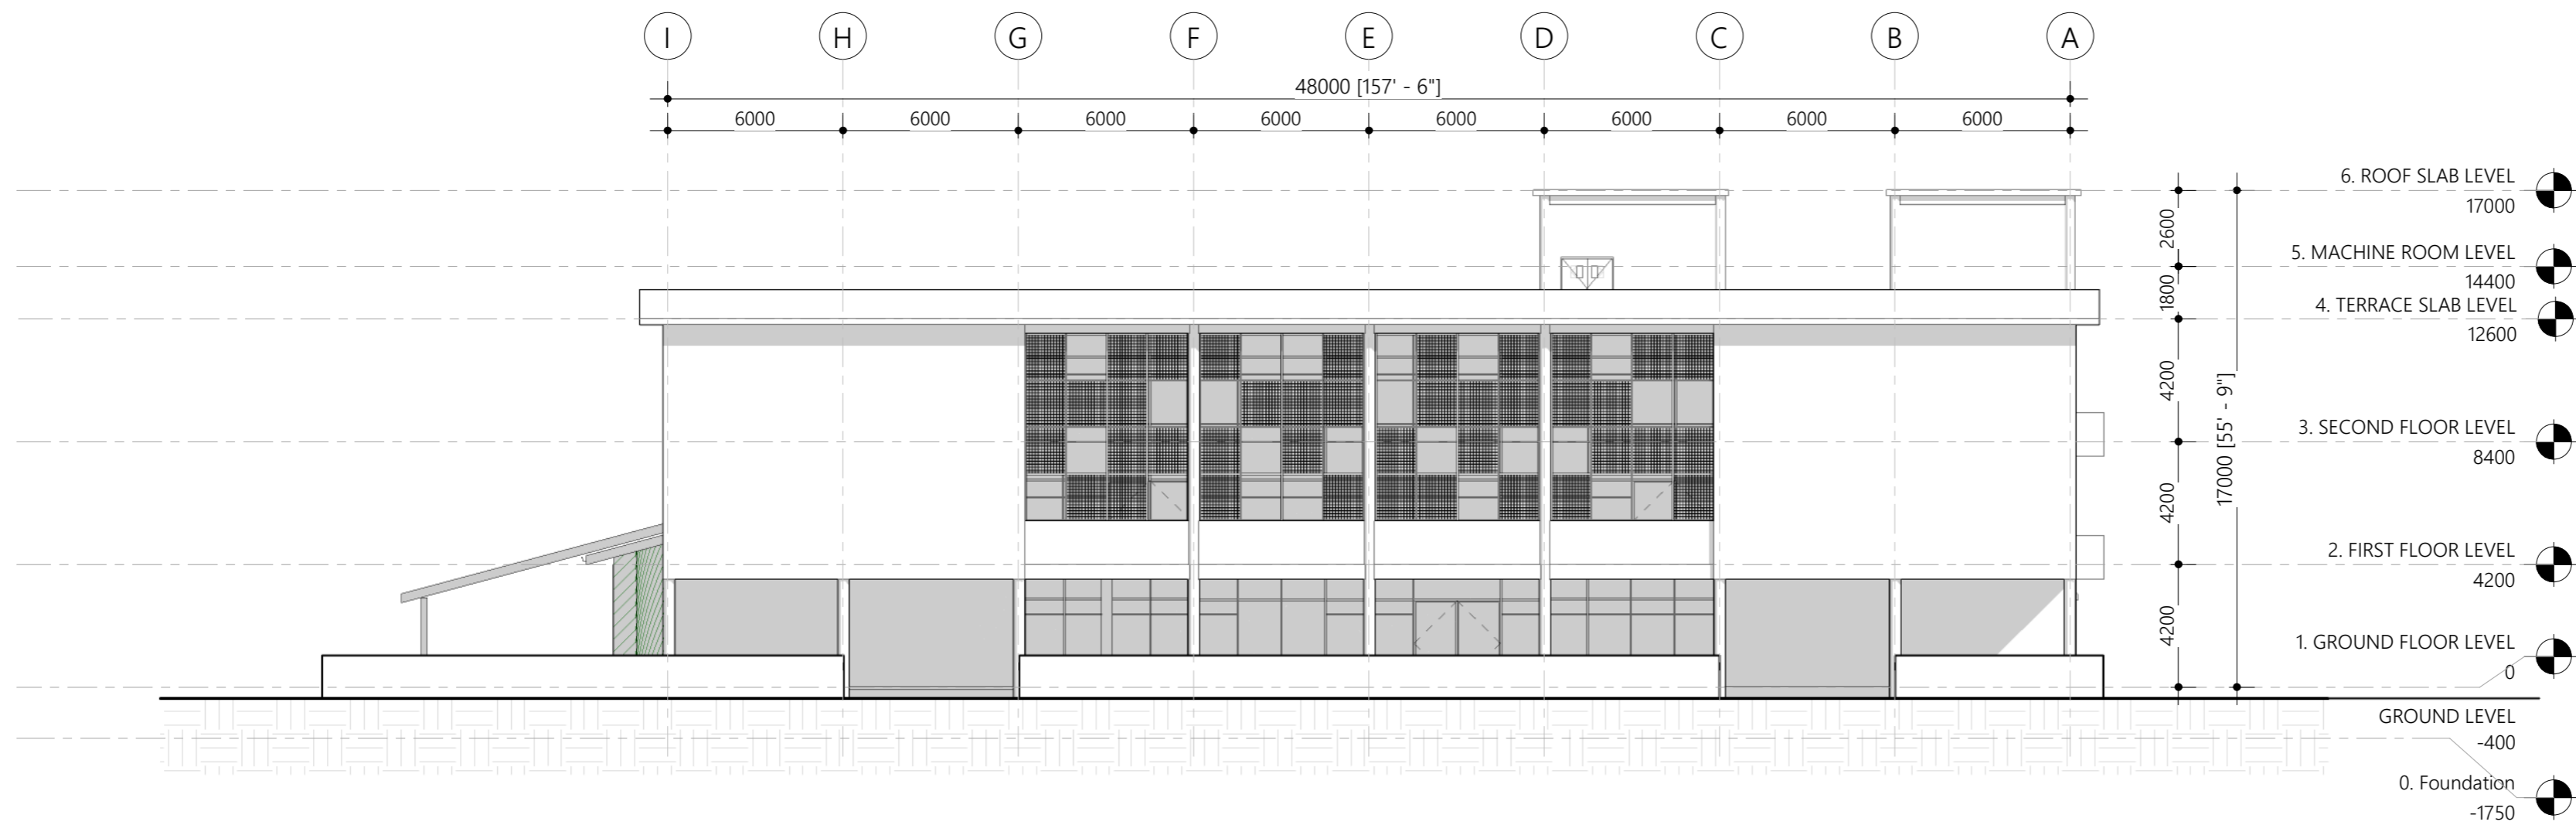 I H G F E D C B A
48000 [157' - 6"]
6000 6000 6000 6000 6000 6000 6000 6000
6. ROOF SLAB LEVEL
17000
2600
5. MACHINE ROOM LEVEL
14400
1800
4. TERRACE SLAB LEVEL
12600
4200
17000 [55' - 9"]
3. SECOND FLOOR LEVEL
8400
4200
2. FIRST FLOOR LEVEL
4200
4200
1. GROUND FLOOR LEVEL
0
GROUND LEVEL
-400
0. Foundation
-1750